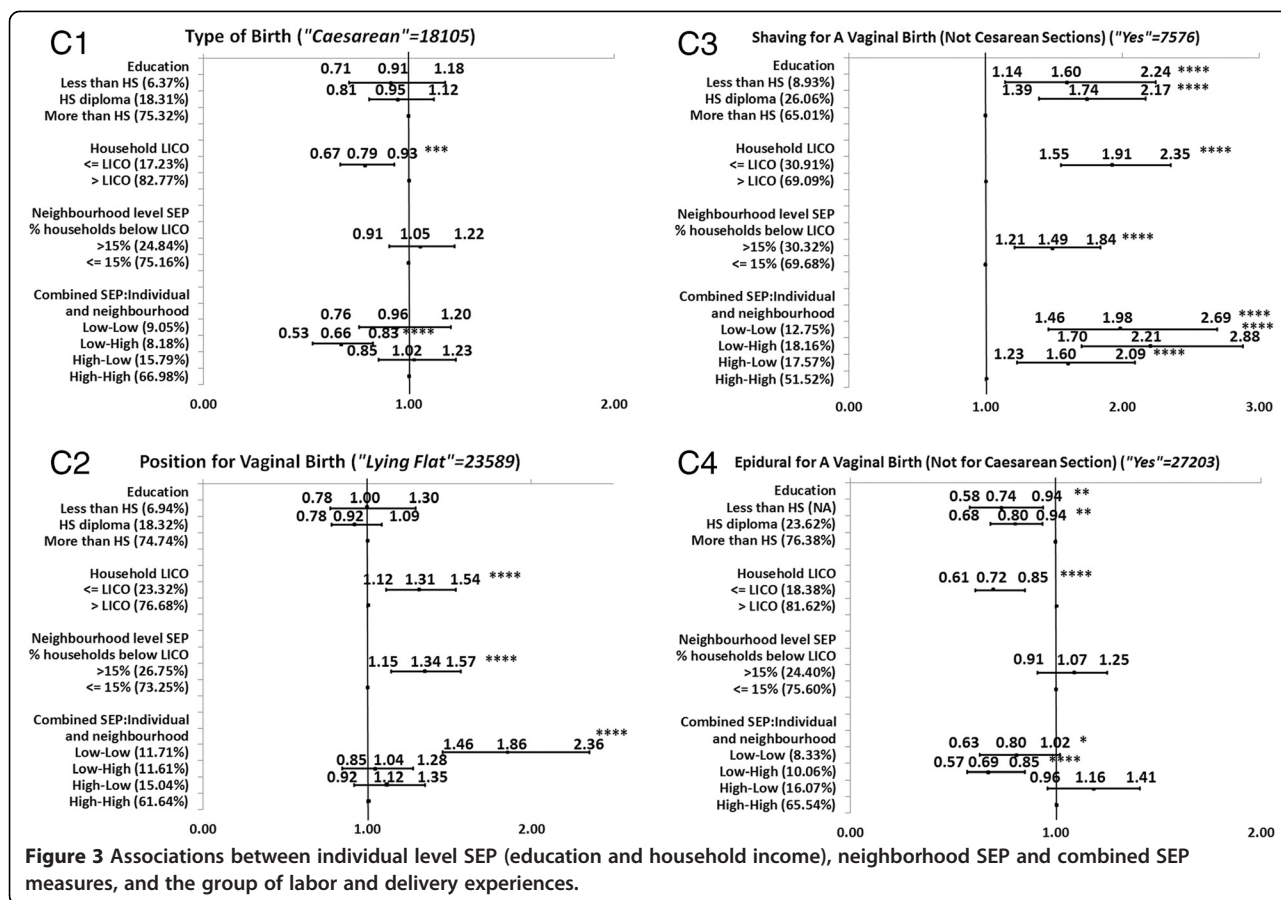 C1
Type of Birth ("Caesarean"=18105)
Education
0.71 0.91 1.18
Less than HS (6.37%)
0.81 0.95 1.12
HS diploma (18.31%)
More than HS (75.32%)
Household LICO
0.67 0.79 0.93 ***
<= LICO (17.23%)
> LICO (82.77%)
Neighbourhood level SEP
% households below LICO
0.91 1.05 1.22
>15% (24.84%)
<= 15% (75.16%)
Combined SEP:Individual
and neighbourhood
0.76 0.96 1.20
Low-Low (9.05%)
0.53 0.66 0.83 ****
Low-High (8.18%)
0.85 1.02 1.23
High-Low (15.79%)
High-High (66.98%)
0.00 1.00 2.00
C3
Shaving for A Vaginal Birth (Not Cesarean Sections) ("Yes"=7576)
Education
1.14 1.60 2.24 ****
Less than HS (8.93%)
1.39 1.74 2.17 ****
HS diploma (26.06%)
More than HS (65.01%)
Household LICO
1.55 1.91 2.35 ****
<= LICO (30.91%)
> LICO (69.09%)
Neighbourhood level SEP
% households below LICO
1.21 1.49 1.84 ****
>15% (30.32%)
<= 15% (69.68%)
Combined SEP:Individual
and neighbourhood
1.46 1.98 2.69 ****
Low-Low (12.75%)
****
1.70 2.21 2.88
Low-High (18.16%)
1.23 1.60 2.09 ****
High-Low (17.57%)
High-High (51.52%)
0.00 1.00 2.00 3.00
C2
Position for Vaginal Birth ("Lying Flat"=23589)
Education
0.78 1.00 1.30
Less than HS (6.94%)
0.78 0.92 1.09
HS diploma (18.32%)
More than HS (74.74%)
Household LICO
1.12 1.31 1.54 ****
<= LICO (23.32%)
> LICO (76.68%)
Neighbourhood level SEP
% households below LICO
1.15 1.34 1.57 ****
>15% (26.75%)
<= 15% (73.25%)
Combined SEP:Individual
and neighbourhood
****
1.46 1.86 2.36
Low-Low (11.71%)
0.85 1.04 1.28
Low-High (11.61%)
0.92 1.12 1.35
High-Low (15.04%)
High-High (61.64%)
0.00 1.00 2.00
C4
Epidural for A Vaginal Birth (Not for Caesarean Section) ("Yes"=27203)
Education
0.58 0.74 0.94 **
Less than HS (NA)
0.68 0.80 0.94 **
HS diploma (23.62%)
More than HS (76.38%)
Household LICO
0.61 0.72 0.85 ****
<= LICO (18.38%)
> LICO (81.62%)
Neighbourhood level SEP
% households below LICO
0.91 1.07 1.25
>15% (24.40%)
<= 15% (75.60%)
Combined SEP:Individual
and neighbourhood
0.63 0.80 1.02 *
Low-Low (8.33%)
0.57 0.69 0.85 ****
Low-High (10.06%)
0.96 1.16 1.41
High-Low (16.07%)
High-High (65.54%)
0.00 1.00 2.00
Figure 3 Associations between individual level SEP (education and household income), neighborhood SEP and combined SEP
measures, and the group of labor and delivery experiences.